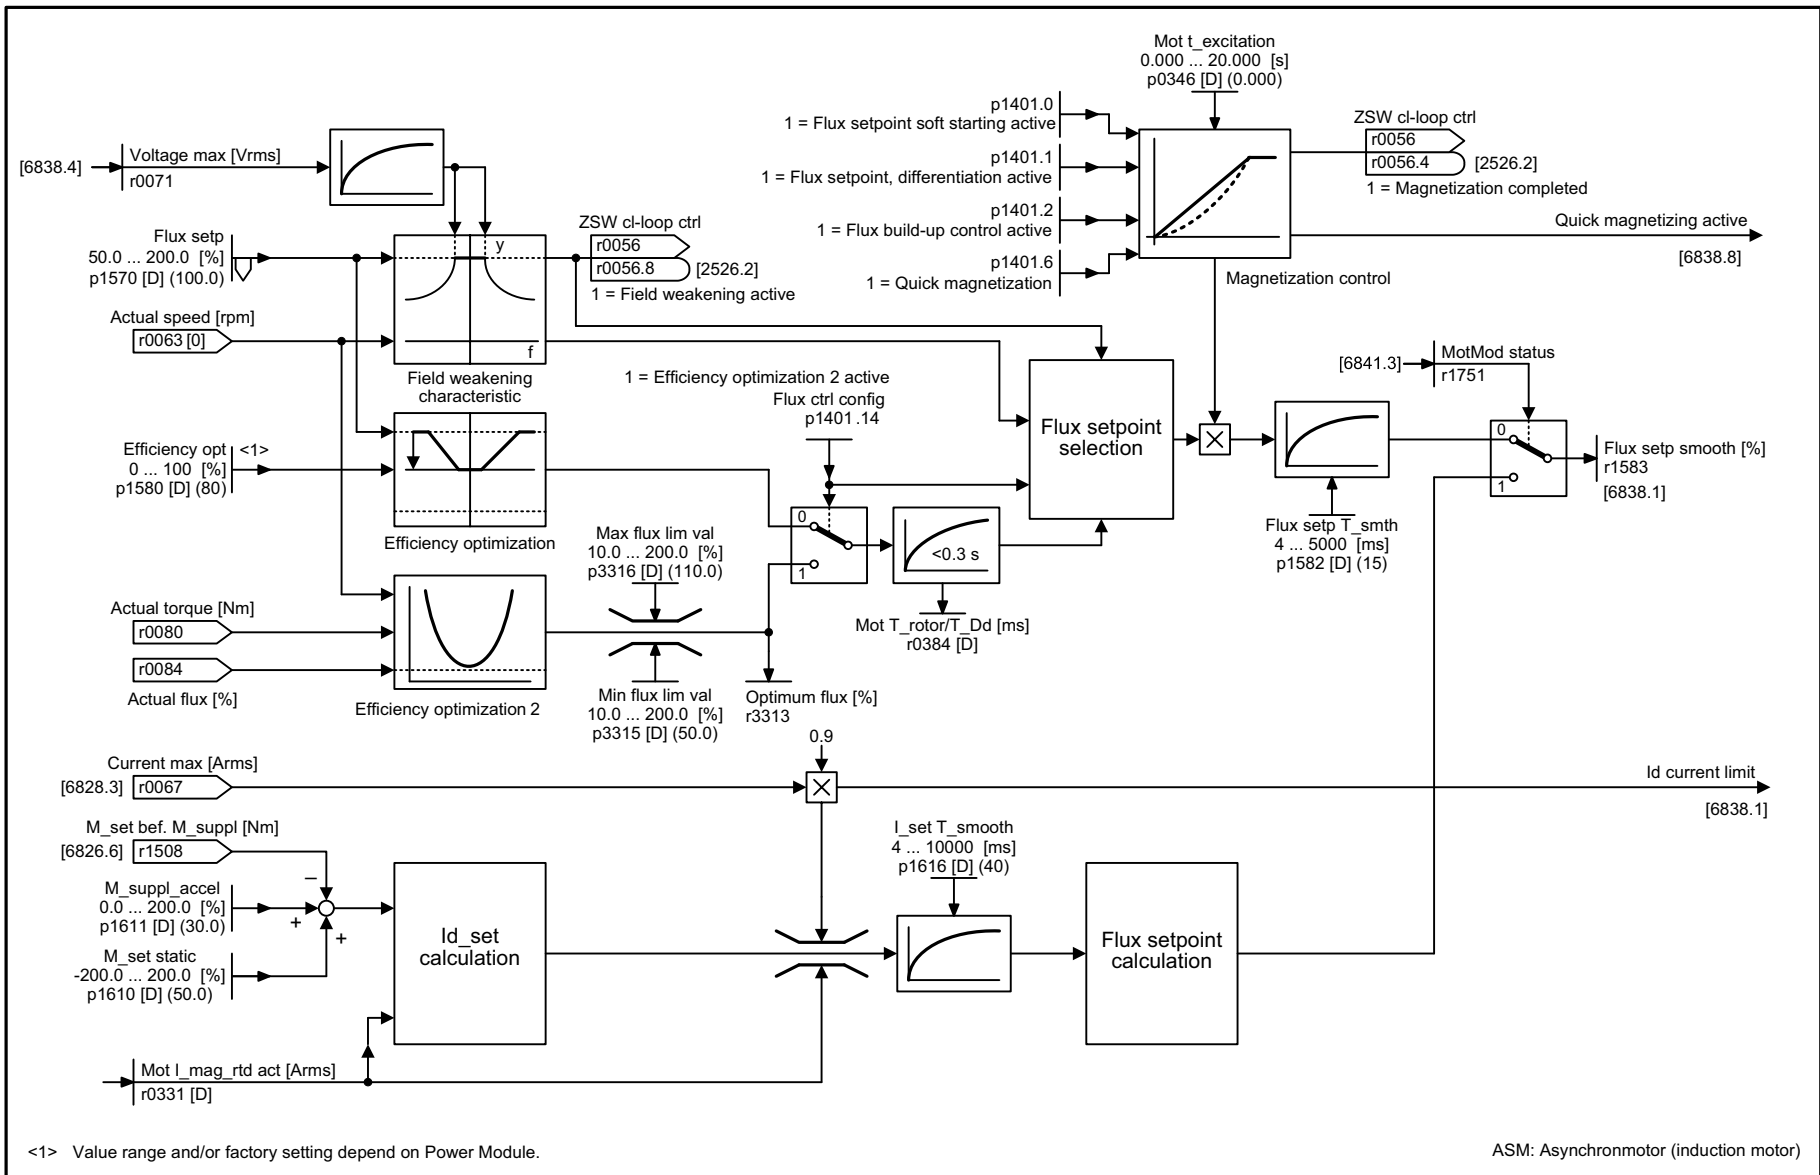 Mot t_excitation
0.000 ... 20.000 [s]
p0346 [D] (0.000)
p1401.0
1 = Flux setpoint soft starting active
p1401.1
1 = Flux setpoint, differentiation active
p1401.2
1 = Flux build-up control active
p1401.6
1 = Quick magnetization
Magnetization control
ZSW cl-loop ctrl
r0056
r0056.4 [2526.2]
1 = Magnetization completed
Quick magnetizing active
[6838.8]
[6838.4]
Voltage max [Vrms]
r0071
Flux setp
50.0 ... 200.0 [%]
p1570 [D] (100.0)
Actual speed [rpm]
r0063 [0]
y
f
Field weakening
characteristic
ZSW cl-loop ctrl
r0056
r0056.8 [2526.2]
1 = Field weakening active
1 = Efficiency optimization 2 active
Flux ctrl config
p1401 .14
Efficiency opt <1>
0 ... 100 [%]
p1580 [D] (80)
Efficiency optimization
0
1
<0.3 s
Mot T_rotor/T_Dd [ms]
r0384 [D]
Flux setpoint
selection
Flux setp T_smth
4 ... 5000 [ms]
p1582 [D] (15)
[6841.3]
MotMod status
r1751
0
1
Flux setp smooth [%]
r1583
[6838.1]
Max flux lim val
10.0 ... 200.0 [%]
p3316 [D] (110.0)
Actual torque [Nm]
r0080
r0084
Actual flux [%]
Efficiency optimization 2
Min flux lim val
10.0 ... 200.0 [%]
p3315 [D] (50.0)
Optimum flux [%]
r3313
0.9
Current max [Arms]
[6828.3] r0067
Id current limit
[6838.1]
M_set bef. M_suppl [Nm]
[6826.6] r1508
–
M_suppl_accel
0.0 ... 200.0 [%]
p1611 [D] (30.0)
+
+
M_set static
-200.0 ... 200.0 [%]
p1610 [D] (50.0)
Id_set
calculation
I_set T_smooth
4 ... 10000 [ms]
p1616 [D] (40)
Flux setpoint
calculation
Mot I_mag_rtd act [Arms]
r0331 [D]
<1> Value range and/or factory setting depend on Power Module.
ASM: Asynchronmotor (induction motor)